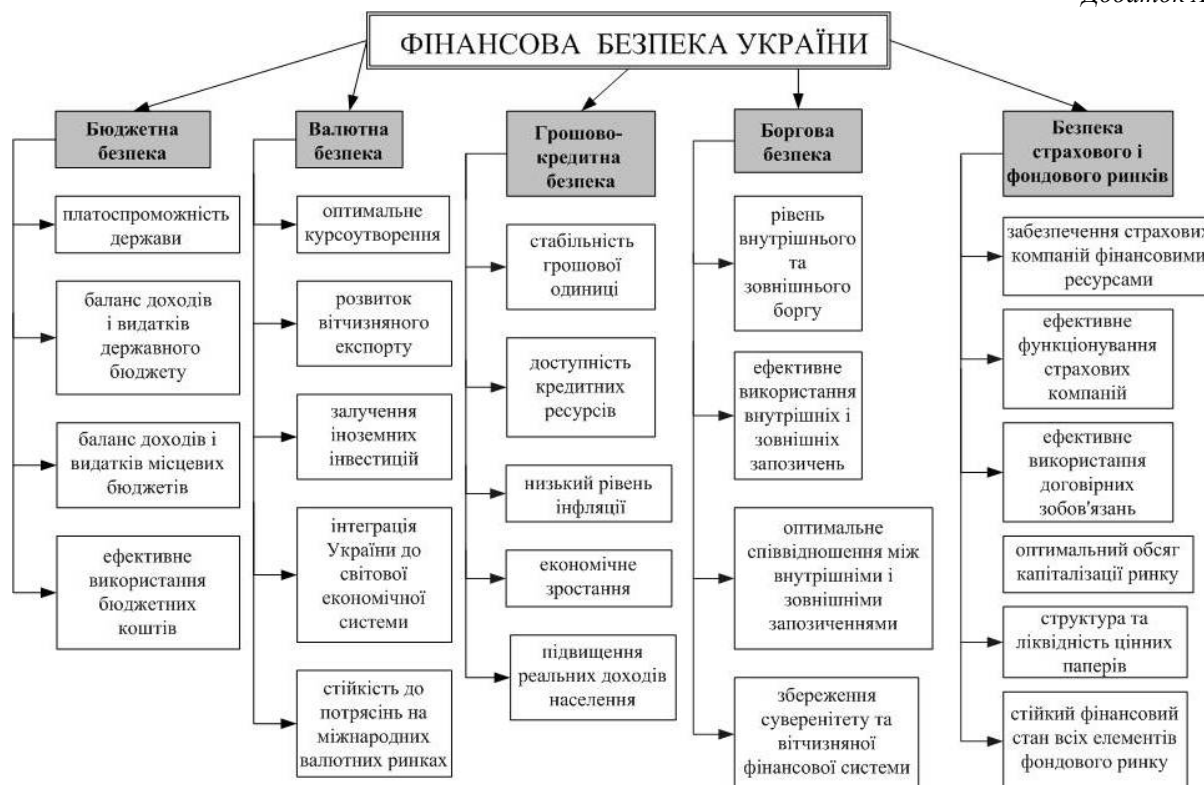 Додаток
ФІНАНСОВА БЕЗПЕКА УКРАЇНИ
Бюджетна
безпека
платоспроможність
держави
баланс доходів
і видатків
державного
бюджету
баланс доходів і
видатків місцевих
бюджетів
ефективне
використання
бюджетних
коштів
Валютна
безпека
оптимальне
курсоутворення
розвиток
вітчизняного
експорту
залучення
іноземних
інвестицій
інтеграція
України до
світової
економічної
системи
стійкість до
потрясінь на
міжнародних
валютних ринках
Грошово-
кредитна
безпека
стабільність
грошової
одиниці
доступність
кредитних
ресурсів
низький рівень
інфляції
економічне
зростання
підвищення
реальних доходів
населення
Боргова
безпека
рівень
внутрішнього
та
зовнішнього
боргу
ефективне
використання
внутрішніх і
зовнішніх
запозичень
оптимальне
співвідношення між
внутрішніми і
зовнішніми
запозиченнями
збереження
суверенітету та
вітчизняної
фінансової системи
Безпека
страхового і
фондового ринків
забезпечення страхових
компаній фінансовими
ресурсами
ефективне
функціонування
страхових
компаній
ефективне
використання
договірних
зобов'язань
оптимальний обсяг
капіталізації ринку
структура та
ліквідність цінних
паперів
стійкий фінансовий
стан всіх елементів
фондового ринку